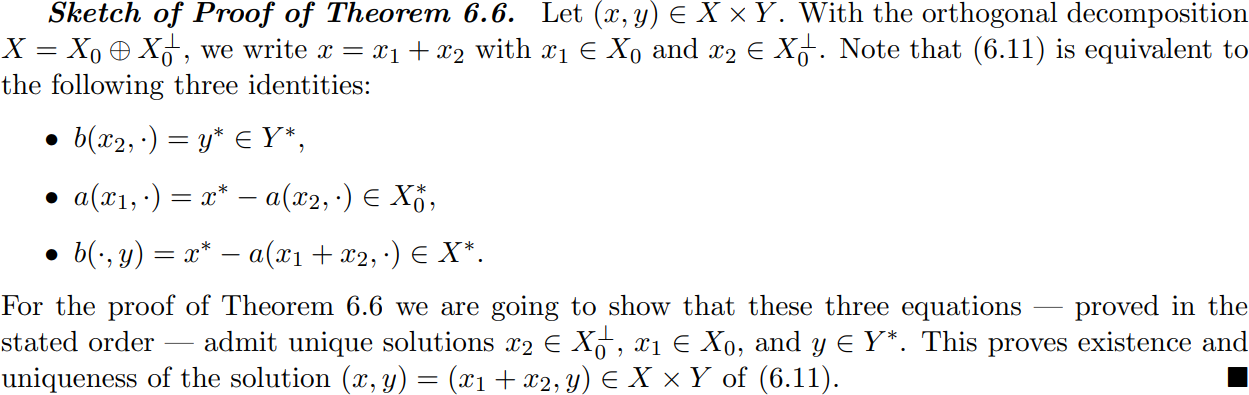 Sketch of Proof of Theorem 6.6. Let (x, y) ∈ X × Y. With the orthogonal decomposition
X = X₀ ⊕ X₀^⊥, we write x = x₁ + x₂ with x₁ ∈ X₀ and x₂ ∈ X₀^⊥. Note that (6.11) is equivalent to
the following three identities:
• b(x₂, ·) = y* ∈ Y*,
• a(x₁, ·) = x* − a(x₂, ·) ∈ X₀*,
• b(·, y) = x* − a(x₁ + x₂, ·) ∈ X*.
For the proof of Theorem 6.6 we are going to show that these three equations — proved in the
stated order — admit unique solutions x₂ ∈ X₀^⊥, x₁ ∈ X₀, and y ∈ Y*. This proves existence and
uniqueness of the solution (x, y) = (x₁ + x₂, y) ∈ X × Y of (6.11). ■